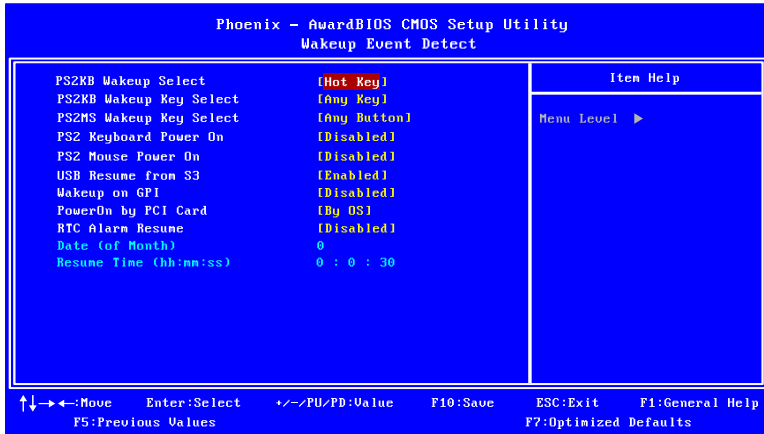 Phoenix – AwardBIOS CMOS Setup Utility
Wakeup Event Detect
PS2KB Wakeup Select [Hot Key]
PS2KB Wakeup Key Select [Any Key]
PS2MS Wakeup Key Select [Any Button]
PS2 Keyboard Power On [Disabled]
PS2 Mouse Power On [Disabled]
USB Resume from S3 [Enabled]
Wakeup on GPI [Disabled]
PowerOn by PCI Card [By OS]
RTC Alarm Resume [Disabled]
Date (of Month) 0
Resume Time (hh:mm:ss) 0 : 0 : 30
Item Help
Menu Level ▶
↑↓→←:Move Enter:Select +/-/PU/PD:Value F10:Save ESC:Exit F1:General Help
F5:Previous Values F7:Optimized Defaults